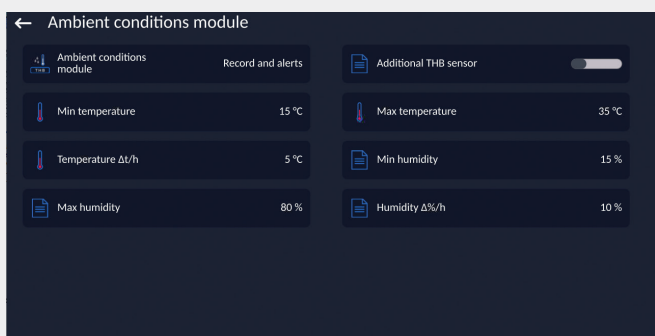 Ambient conditions module
Ambient conditions
module
Record and alerts
THB
Additional THB sensor
Min temperature
15 °C
Max temperature
35 °C
Temperature Δt/h
5 °C
Min humidity
15 %
Max humidity
80 %
Humidity Δ%/h
10 %